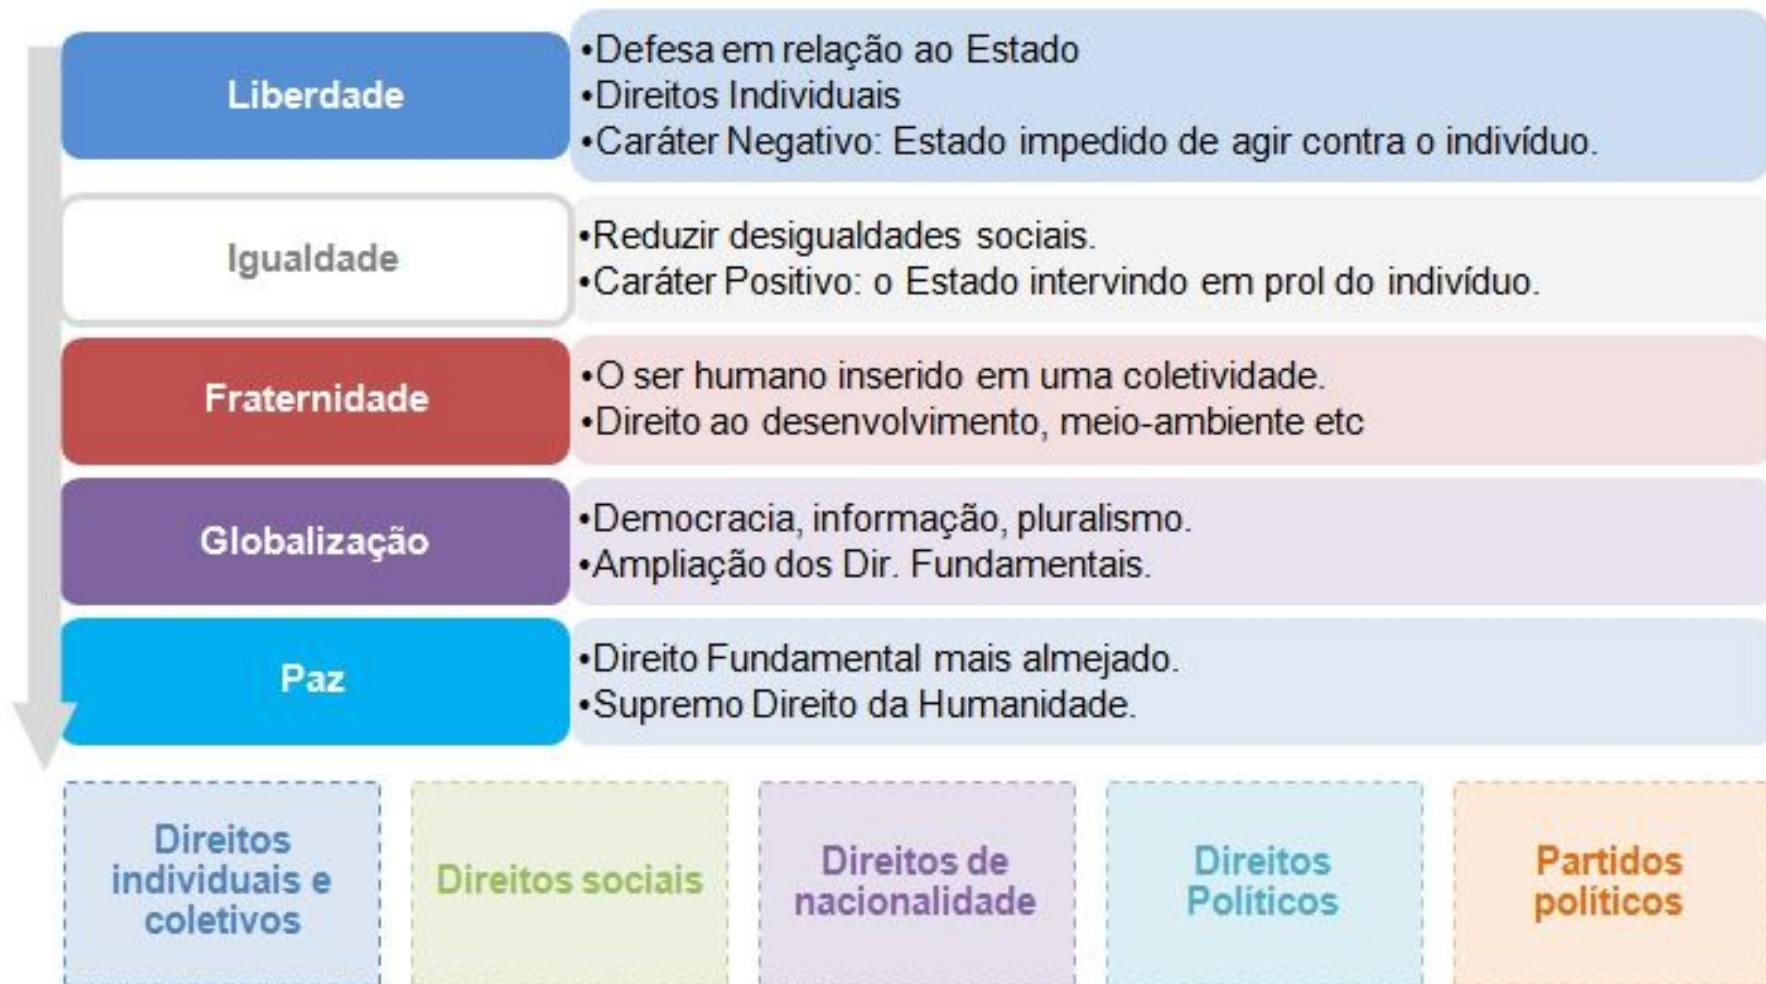 Liberdade
•Defesa em relação ao Estado
•Direitos Individuais
•Caráter Negativo: Estado impedido de agir contra o indivíduo.
Igualdade
•Reduzir desigualdades sociais.
•Caráter Positivo: o Estado intervindo em prol do indivíduo.
Fraternidade
•O ser humano inserido em uma coletividade.
•Direito ao desenvolvimento, meio-ambiente etc
Globalização
•Democracia, informação, pluralismo.
•Ampliação dos Dir. Fundamentais.
Paz
•Direito Fundamental mais almejado.
•Supremo Direito da Humanidade.
Direitos
individuais e
coletivos
Direitos sociais
Direitos de
nacionalidade
Direitos
Políticos
Partidos
políticos